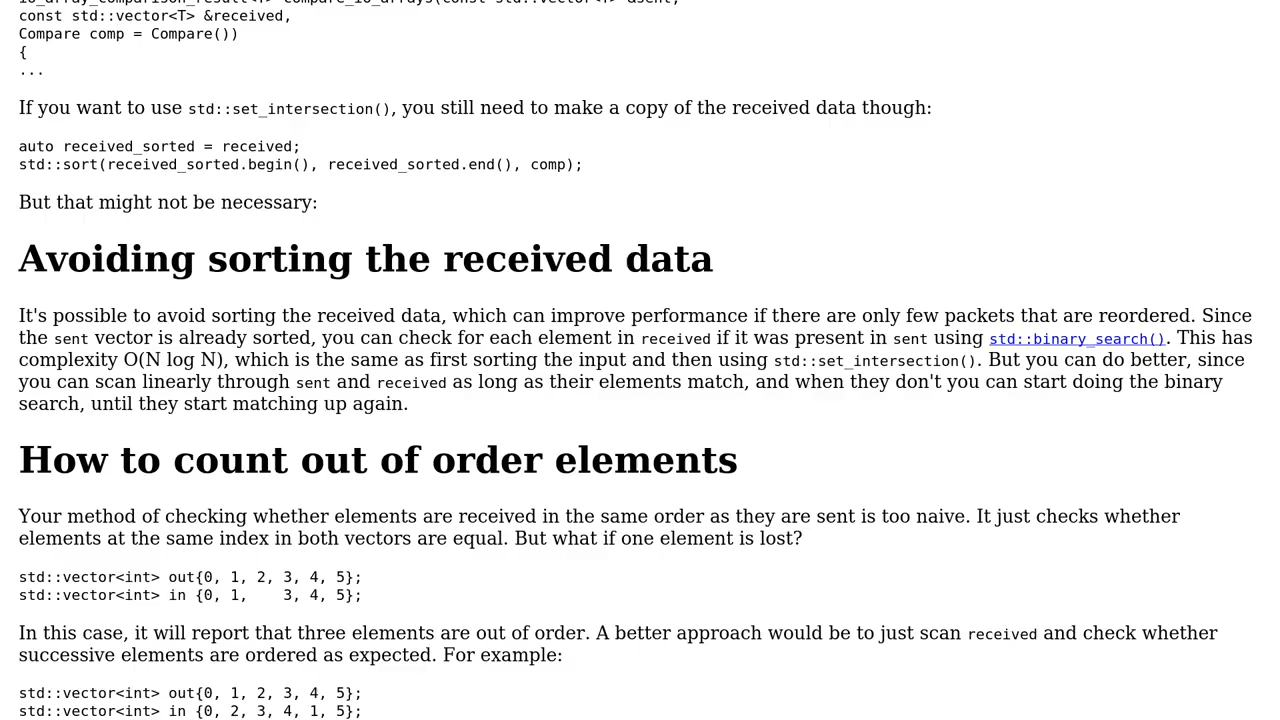 io_array_comparison_result<T> compare_io_arrays(const std::vector<T> &sent,
const std::vector<T> &received,
Compare comp = Compare())
{
...
If you want to use std::set_intersection(), you still need to make a copy of the received data though:
auto received_sorted = received;
std::sort(received_sorted.begin(), received_sorted.end(), comp);
But that might not be necessary:
Avoiding sorting the received data
It's possible to avoid sorting the received data, which can improve performance if there are only few packets that are reordered. Since
the sent vector is already sorted, you can check for each element in received if it was present in sent using std::binary_search(). This has
complexity O(N log N), which is the same as first sorting the input and then using std::set_intersection(). But you can do better, since
you can scan linearly through sent and received as long as their elements match, and when they don't you can start doing the binary
search, until they start matching up again.
How to count out of order elements
Your method of checking whether elements are received in the same order as they are sent is too naive. It just checks whether
elements at the same index in both vectors are equal. But what if one element is lost?
std::vector<int> out{0, 1, 2, 3, 4, 5};
std::vector<int> in {0, 1,    3, 4, 5};
In this case, it will report that three elements are out of order. A better approach would be to just scan received and check whether
successive elements are ordered as expected. For example:
std::vector<int> out{0, 1, 2, 3, 4, 5};
std::vector<int> in {0, 2, 3, 4, 1, 5};